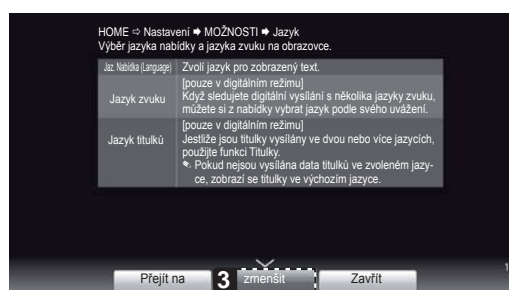 HOME ⇨ Nastavení ➡ MOŽNOSTI ➡ Jazyk
Výběr jazyka nabídky a jazyka zvuku na obrazovce.
Jaz. Nabídka (Language)
Zvolí jazyk pro zobrazený text.
Jazyk zvuku
[pouze v digitálním režimu]
Když sledujete digitální vysílání s několika jazyky zvuku,
můžete si z nabídky vybrat jazyk podle svého uvážení.
Jazyk titulků
[pouze v digitálním režimu]
Jestliže jsou titulky vysílány ve dvou nebo více jazycích,
použijte funkci Titulky.
Pokud nejsou vysílána data titulků ve zvoleném jazy-
ce, zobrazí se titulky ve výchozím jazyce.
1
Přejít na
3
zmenšit
Zavřít